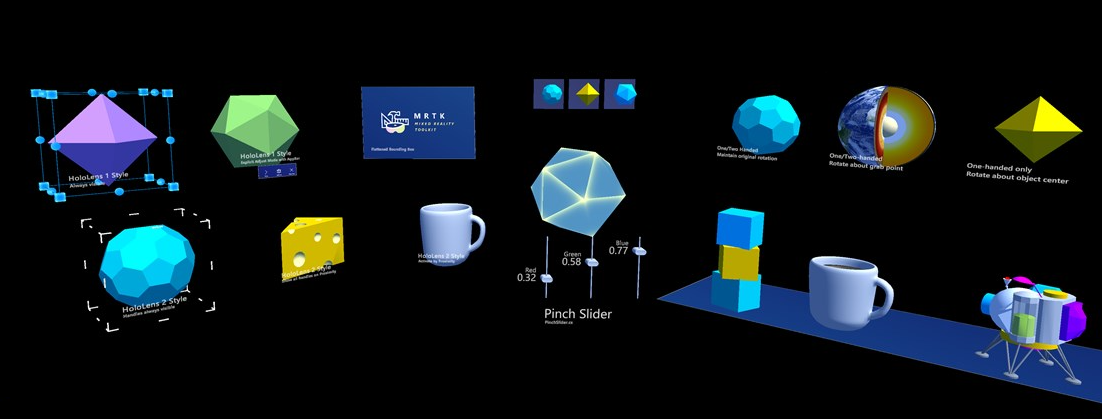 HoloLens 1 Style
Always visible
HoloLens 1 Style
Explicit Adjust Mode with AppBar
MRTK
MIXED REALITY
TOOLKIT
Flattened Bounding Box
One/Two Handed
Maintain original rotation
One/Two-handed
Rotate about grab point
One-handed only
Rotate about object center
HoloLens 2 Style
Handles always visible
HoloLens 2 Style
HoloLens 2 Style
Activate by Proximity
Red
0.32
Green
0.58
Blue
0.77
Pinch Slider
PinchSlider.cs